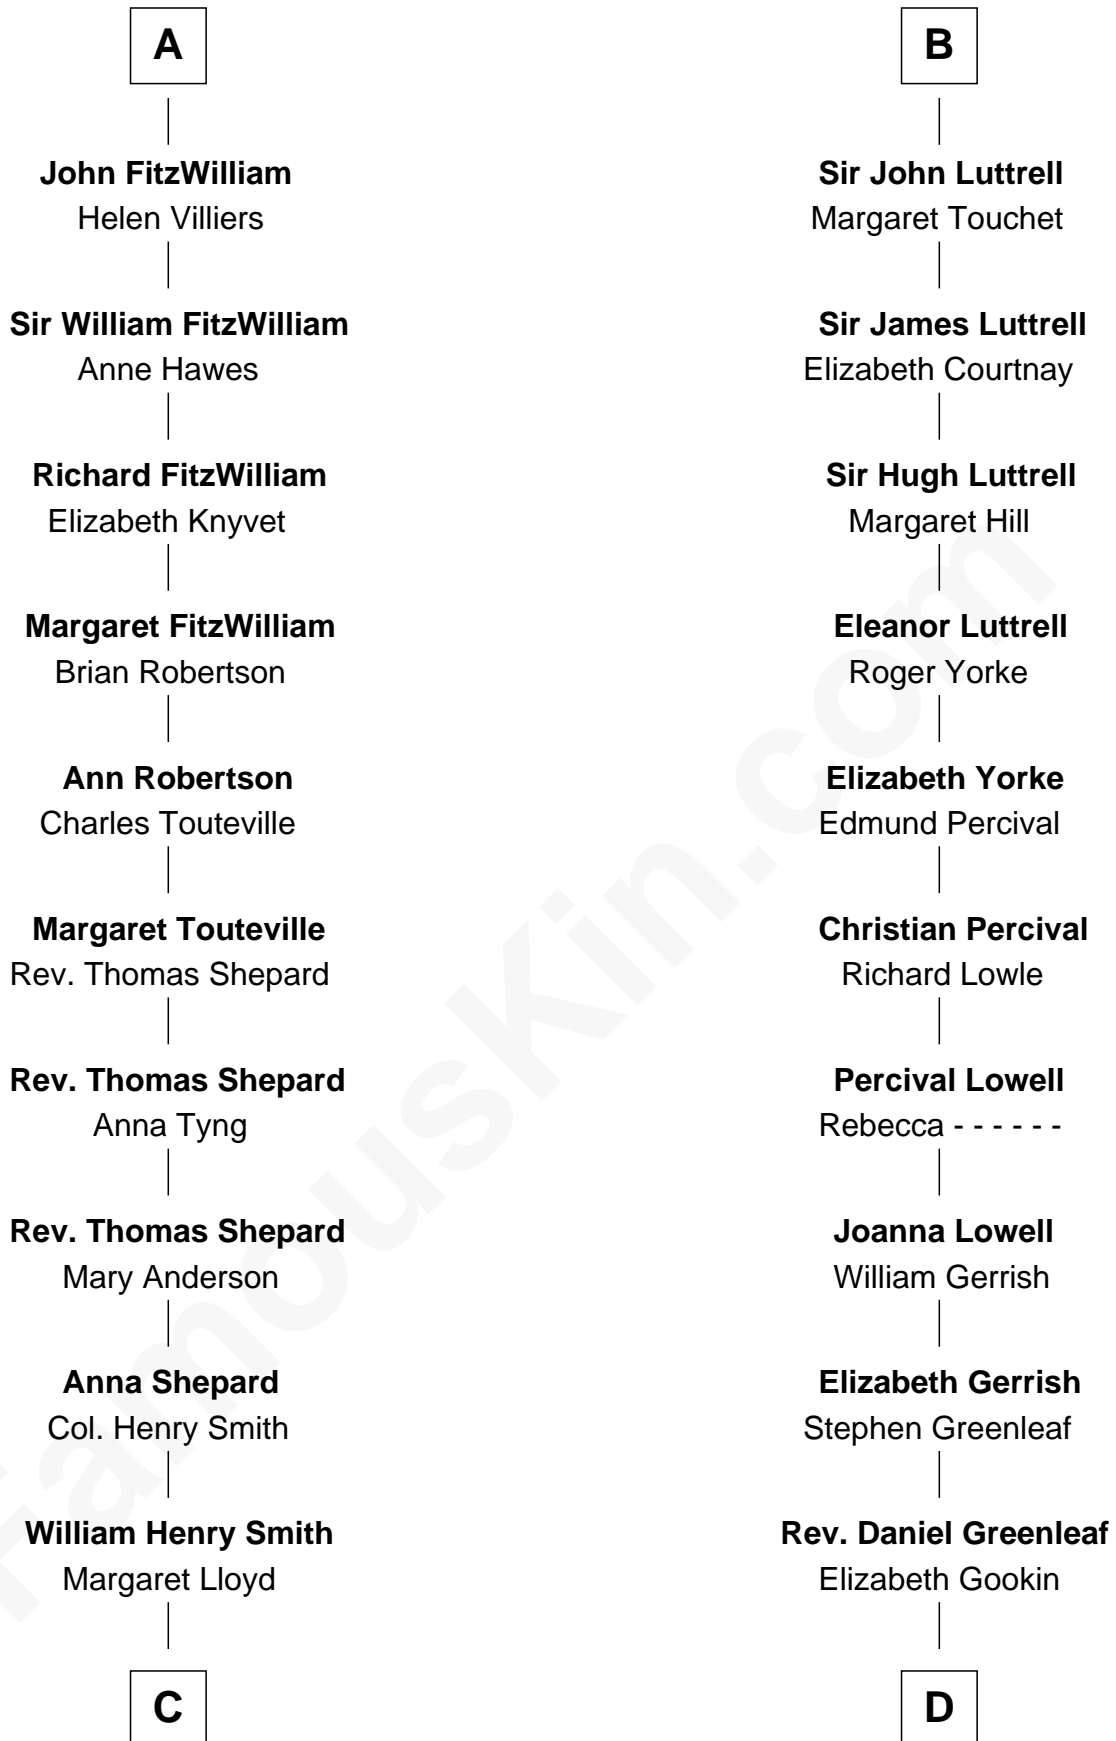 A
John FitzWilliam
Helen Villiers
Sir William FitzWilliam
Anne Hawes
Richard FitzWilliam
Elizabeth Knyvet
Margaret FitzWilliam
Brian Robertson
Ann Robertson
Charles Touteville
Margaret Touteville
Rev. Thomas Shepard
Rev. Thomas Shepard
Anna Tyng
Rev. Thomas Shepard
Mary Anderson
Anna Shepard
Col. Henry Smith
William Henry Smith
Margaret Lloyd
C
B
Sir John Luttrell
Margaret Touchet
Sir James Luttrell
Elizabeth Courtnay
Sir Hugh Luttrell
Margaret Hill
Eleanor Luttrell
Roger Yorke
Elizabeth Yorke
Edmund Percival
Christian Percival
Richard Lowle
Percival Lowell
Rebecca - - - - - -
Joanna Lowell
William Gerrish
Elizabeth Gerrish
Stephen Greenleaf
Rev. Daniel Greenleaf
Elizabeth Gookin
D
FamousKin.com